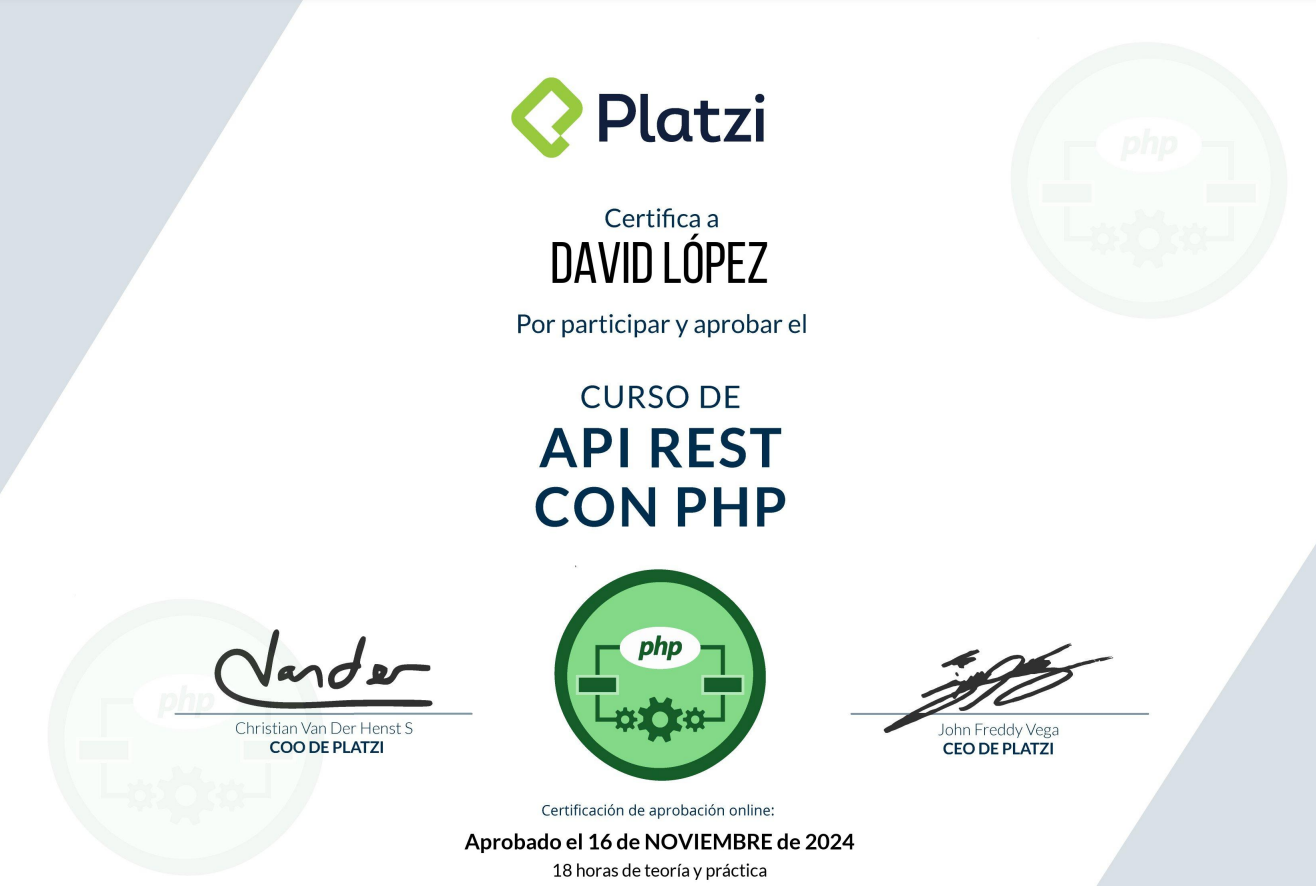 Platzi
php
Certifica a
DAVID LÓPEZ
Por participar y aprobar el
CURSO DE
API REST
CON PHP
php
php
Vander
Christian Van Der Henst S
COO DE PLATZI
John Freddy Vega
CEO DE PLATZI
Certificación de aprobación online:
Aprobado el 16 de NOVIEMBRE de 2024
18 horas de teoría y práctica